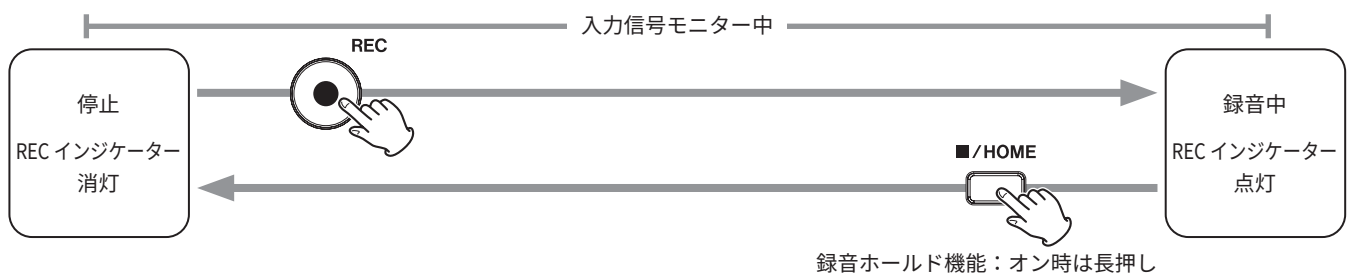 入力信号モニター中
REC
停止
REC インジケーター
消灯
録音中
REC インジケーター
点灯
■/HOME
録音ホールド機能：オン時は長押し